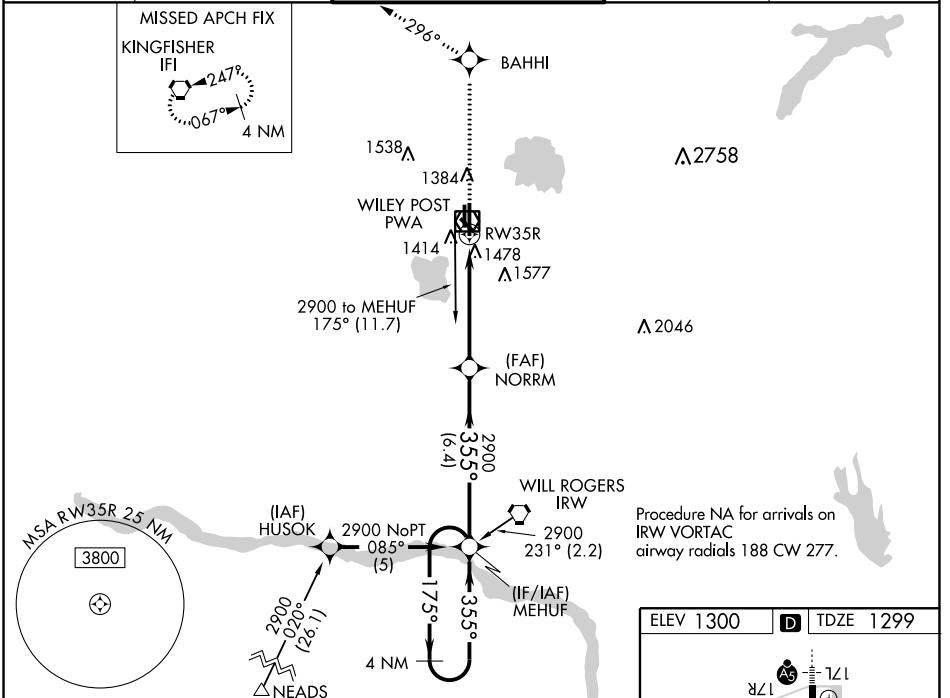 MISSED APCH FIX
KINGFISHER
IFI
247°
067°
4 NM
296°
BAHHI
1538
1384
2758
WILEY POST
PWA
RW35R
1414
1478
1577
2900 to MEHUF
175° (11.7)
2046
(FAF)
NORRM
2900
355°
(6.4)
WILL ROGERS
IRW
2900
231° (2.2)
Procedure NA for arrivals on
IRW VORTAC
airway radials 188 CW 277.
MSA RW35R 25 NM
3800
(IAF)
HUSOK
2900 NoPT
085°
(5)
(IF/IAF)
MEHUF
175°
355°
4 NM
2900
020°
(26.1)
NEADS
ELEV 1300
D
TDZE 1299
A5
17L
17R